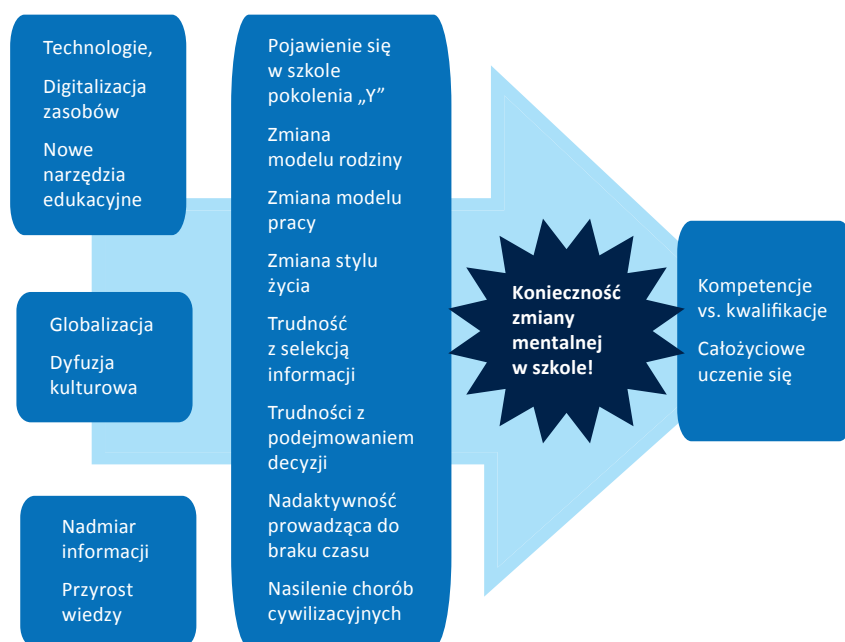 Technologie,
Digitalizacja
zasobów
Nowe
narzędzia
edukacyjne
Globalizacja
Dyfuzja
kulturowa
Nadmiar
informacji
Przyrost
wiedzy
Pojawienie się
w szkole
pokolenia „Y”
Zmiana
modelu rodziny
Zmiana modelu
pracy
Zmiana stylu
życia
Trudność
z selekcją
informacji
Trudności z
podejmowaniem
decyzji
Nadaktywność
prowadząca do
braku czasu
Nasilenie chorób
cywilizacyjnych
Konieczność
zmiany
mentalnej
w szkole!
Kompetencje
vs. kwalifikacje
Całożyciowe
uczenie się